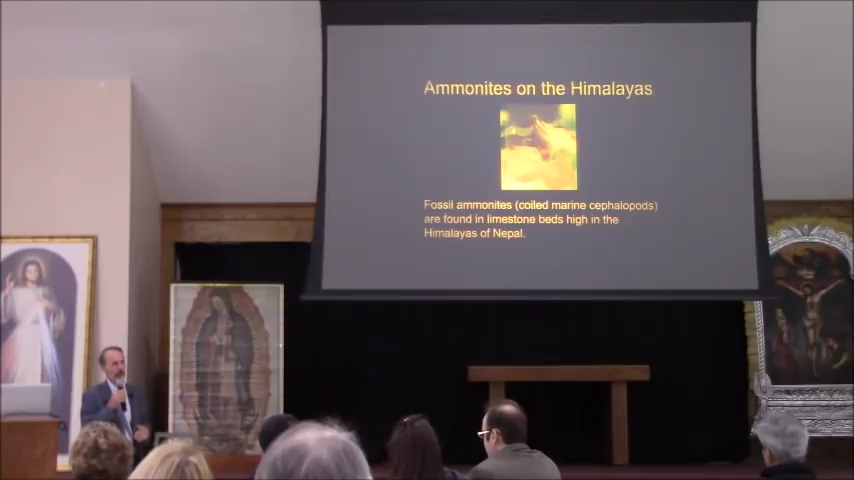 Ammonites on the Himalayas
Fossil ammonites (coiled marine cephalopods)
are found in limestone beds high in the
Himalayas of Nepal.